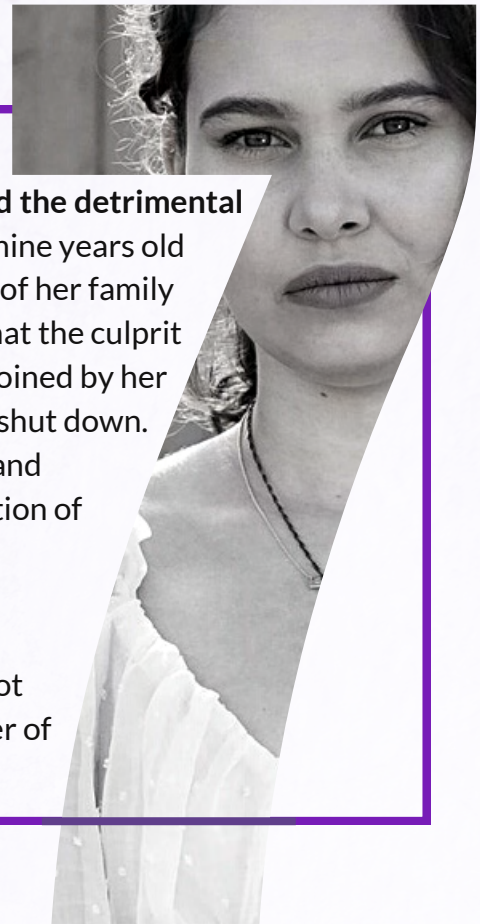 d the detrimental
nine years old
of her family
hat the culprit
oined by her
shut down.
and
tion of
ot
er of